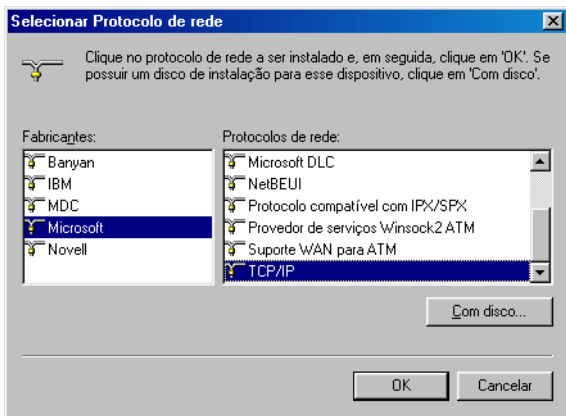 Selecionar Protocolo de rede
Clique no protocolo de rede a ser instalado e, em seguida, clique em 'OK'. Se
possuir um disco de instalação para esse dispositivo, clique em 'Com disco'.
Fabricantes:
Banyan
IBM
MDC
Microsoft
Novell
Protocolos de rede:
Microsoft DLC
NetBEUI
Protocolo compatível com IPX/SPX
Provedor de serviços Winsock2 ATM
Suporte WAN para ATM
TCP/IP
Com disco...
OK
Cancelar